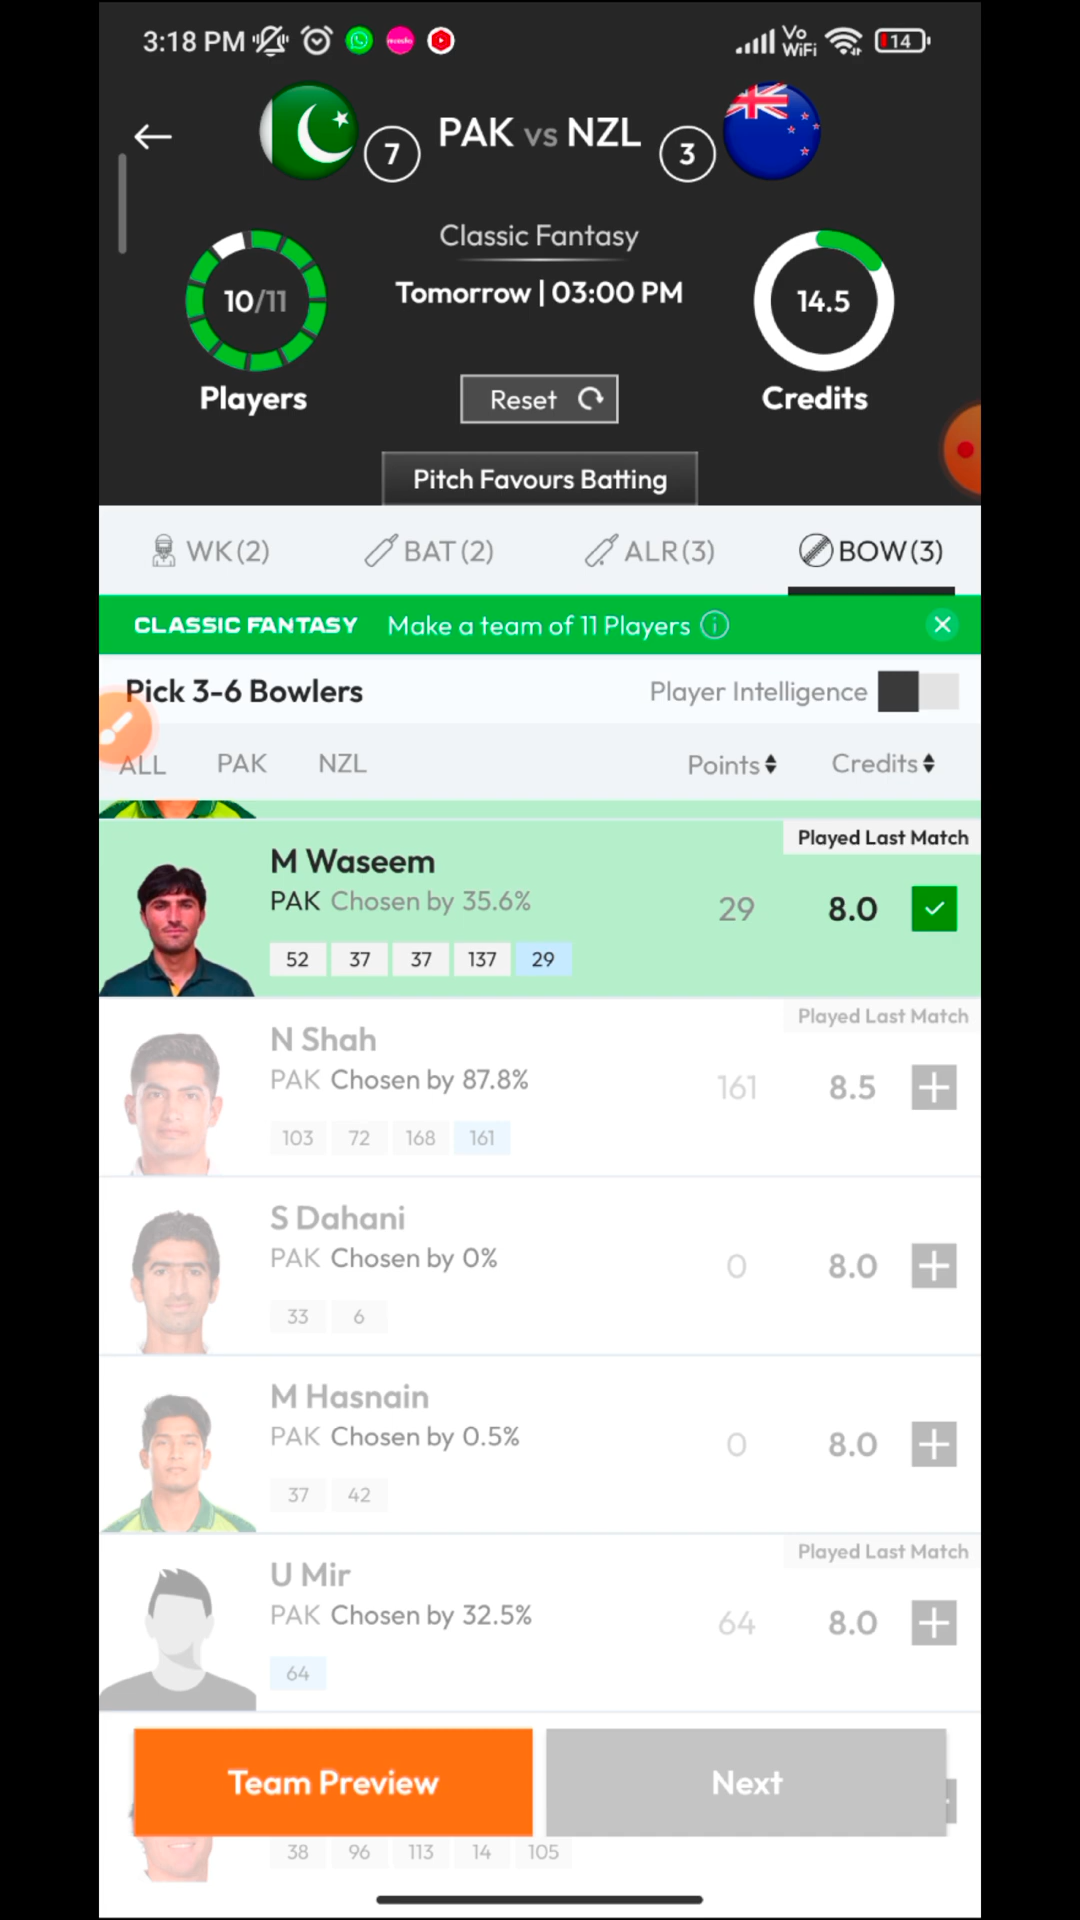 3:18 PM
Vo
WiFi
14
7
PAK vs NZL
3
Classic Fantasy
Tomorrow | 03:00 PM
10/11
14.5
Players
Reset
Credits
Pitch Favours Batting
WK(2)
BAT(2)
ALR(3)
BOW(3)
CLASSIC FANTASY Make a team of 11 Players
Pick 3-6 Bowlers
Player Intelligence
ALL PAK NZL Points Credits
Played Last Match
M Waseem
PAK Chosen by 35.6%
29 8.0
52 37 37 137 29
Played Last Match
N Shah
PAK Chosen by 87.8%
161 8.5
103 72 168 161
S Dahani
PAK Chosen by 0%
0 8.0
33 6
M Hasnain
PAK Chosen by 0.5%
0 8.0
37 42
Played Last Match
U Mir
PAK Chosen by 32.5%
64 8.0
64
Team Preview
Next
38 96 113 14 105